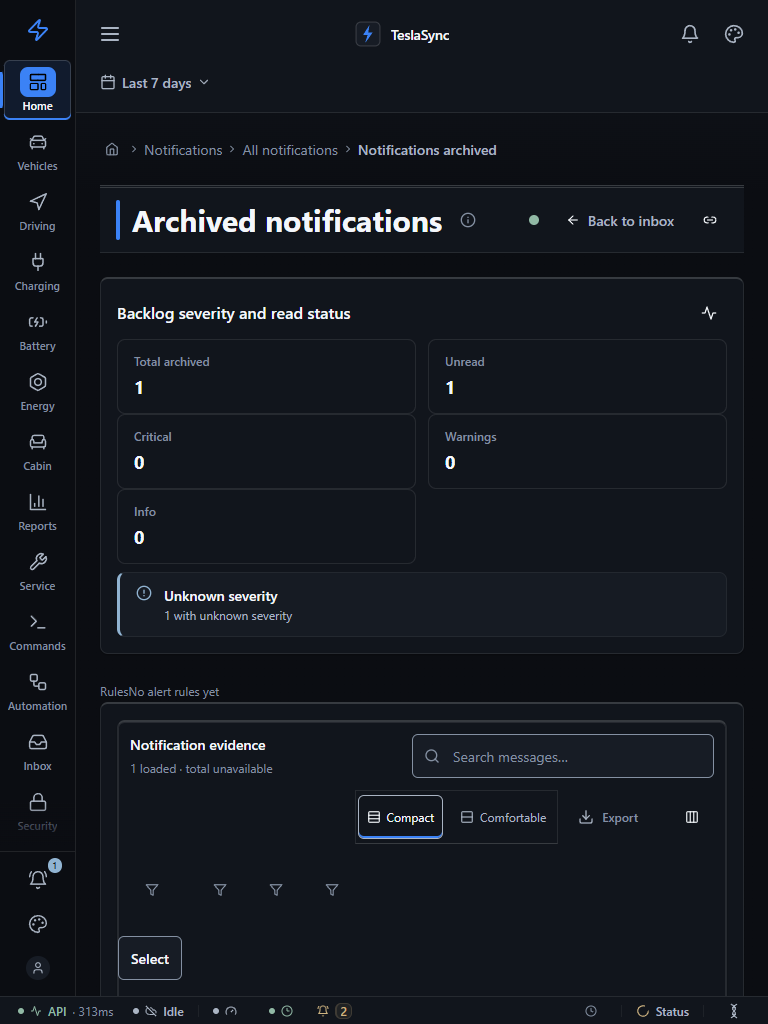 TeslaSync
Last 7 days
Home
Vehicles
Driving
Charging
Battery
Energy
Cabin
Reports
Service
Commands
Automation
Inbox
Security
1
Notifications > All notifications > Notifications archived
Archived notifications
Back to inbox
Backlog severity and read status
Total archived
1
Unread
1
Critical
0
Warnings
0
Info
0
Unknown severity
1 with unknown severity
RulesNo alert rules yet
Notification evidence
1 loaded · total unavailable
Search messages...
Compact
Comfortable
Export
Select
API · 313ms
Idle
2
Status